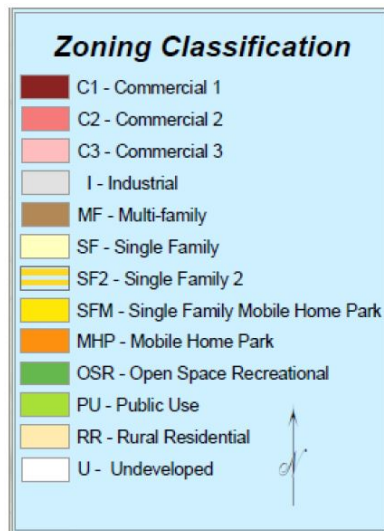 Zoning Classification
C1 - Commercial 1
C2 - Commercial 2
C3 - Commercial 3
I - Industrial
MF - Multi-family
SF - Single Family
SF2 - Single Family 2
SFM - Single Family Mobile Home Park
MHP - Mobile Home Park
OSR - Open Space Recreational
PU - Public Use
RR - Rural Residential
U - Undeveloped
N